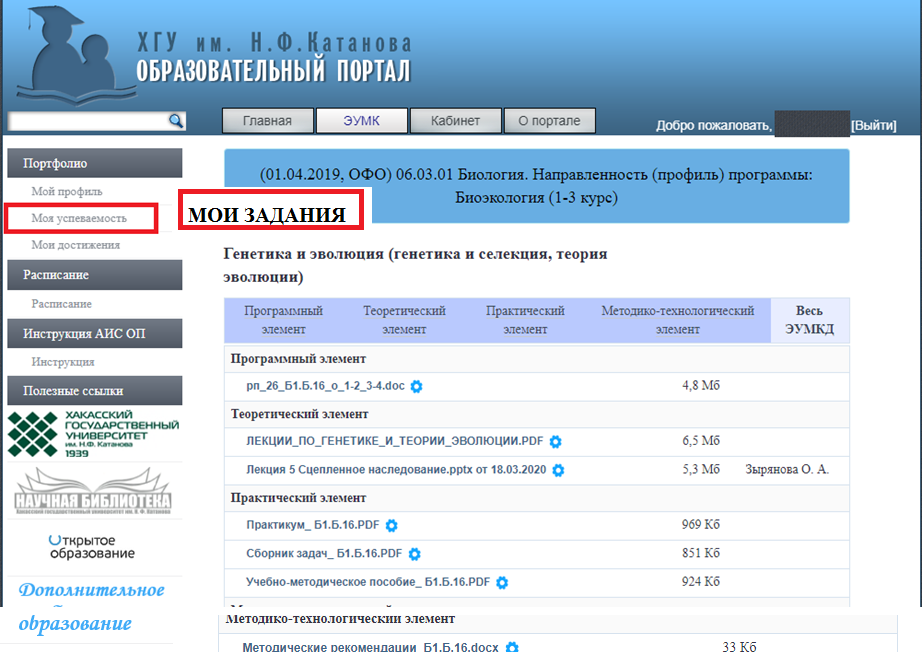 ХГУ им. Н.Ф.Катанова
ОБРАЗОВАТЕЛЬНЫЙ ПОРТАЛ
Главная ЭУМК Кабинет О портале
Добро пожаловать, [Выйти]
Портфолио
Мой профиль
Моя успеваемость
Мои достижения
Расписание
Расписание
Инструкция АИС ОП
Инструкция
Полезные ссылки
ХАКАССКИЙ
ГОСУДАРСТВЕННЫЙ
УНИВЕРСИТЕТ
им. Н.Ф. Катанова
1939
НАУЧНАЯ БИБЛИОТЕКА
Открытое
образование
Дополнительное
образование
МОИ ЗАДАНИЯ
(01.04.2019, ОФО) 06.03.01 Биология. Направленность (профиль) программы:
Биоэкология (1-3 курс)
Генетика и эволюция (генетика и селекция, теория
эволюции)
Программный элемент
Теоретический элемент
Практический элемент
Методико-технологический элемент
Весь ЭУМКД
Программный элемент
рп_26_Б1.Б.16_о_1-2_3-4.doc 4,8 Мб
Теоретический элемент
ЛЕКЦИИ_ПО_ГЕНЕТИКЕ_И_ТЕОРИИ_ЭВОЛЮЦИИ.PDF 6,5 Мб
Лекция 5 Сцепленное наследование.pptx от 18.03.2020 5,3 Мб Зырянова О. А.
Практический элемент
Практикум_ Б1.Б.16.PDF 969 Кб
Сборник задач_ Б1.Б.16.PDF 851 Кб
Учебно-методическое пособие_ Б1.Б.16.PDF 924 Кб
Методико-технологический элемент
Методические рекомендации_ Б1.Б.16.docx 33 Кб